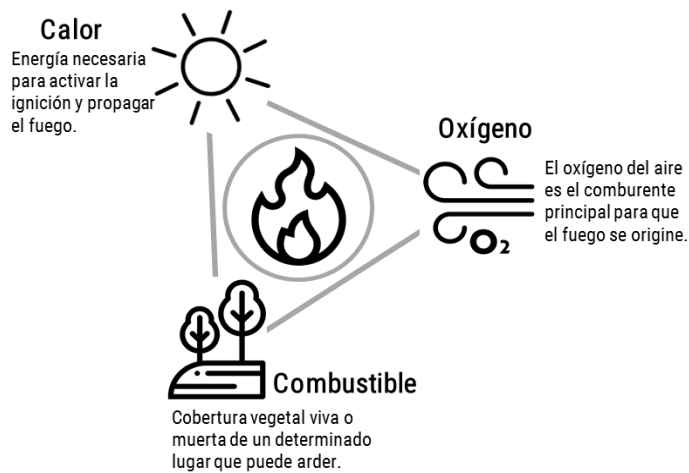 Calor
Energía necesaria
para activar la
ignición y propagar
el fuego.
Oxígeno
El oxígeno del aire
es el comburente
principal para que
el fuego se origine.
O₂
Combustible
Cobertura vegetal viva o
muerta de un determinado
lugar que puede arder.